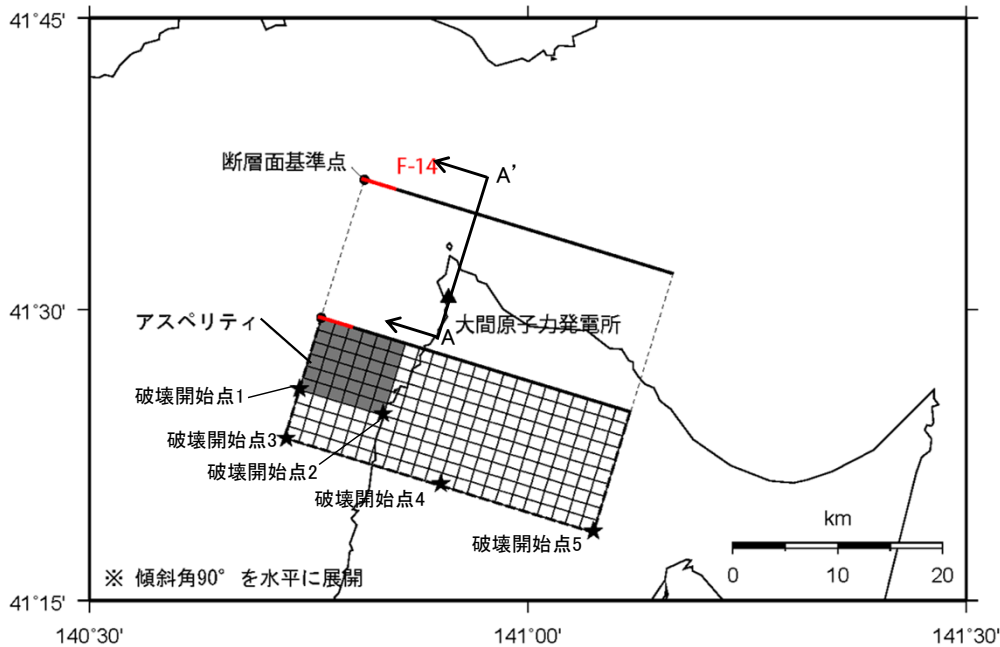 41°45'
断層面基準点
F-14
A'
41°30'
アスペリティ
大間原子力発電所
A
破壊開始点1
破壊開始点3
破壊開始点2
破壊開始点4
破壊開始点5
km
0 10 20
※ 傾斜角90° を水平に展開
41°15'
140°30' 141°00' 141°30'